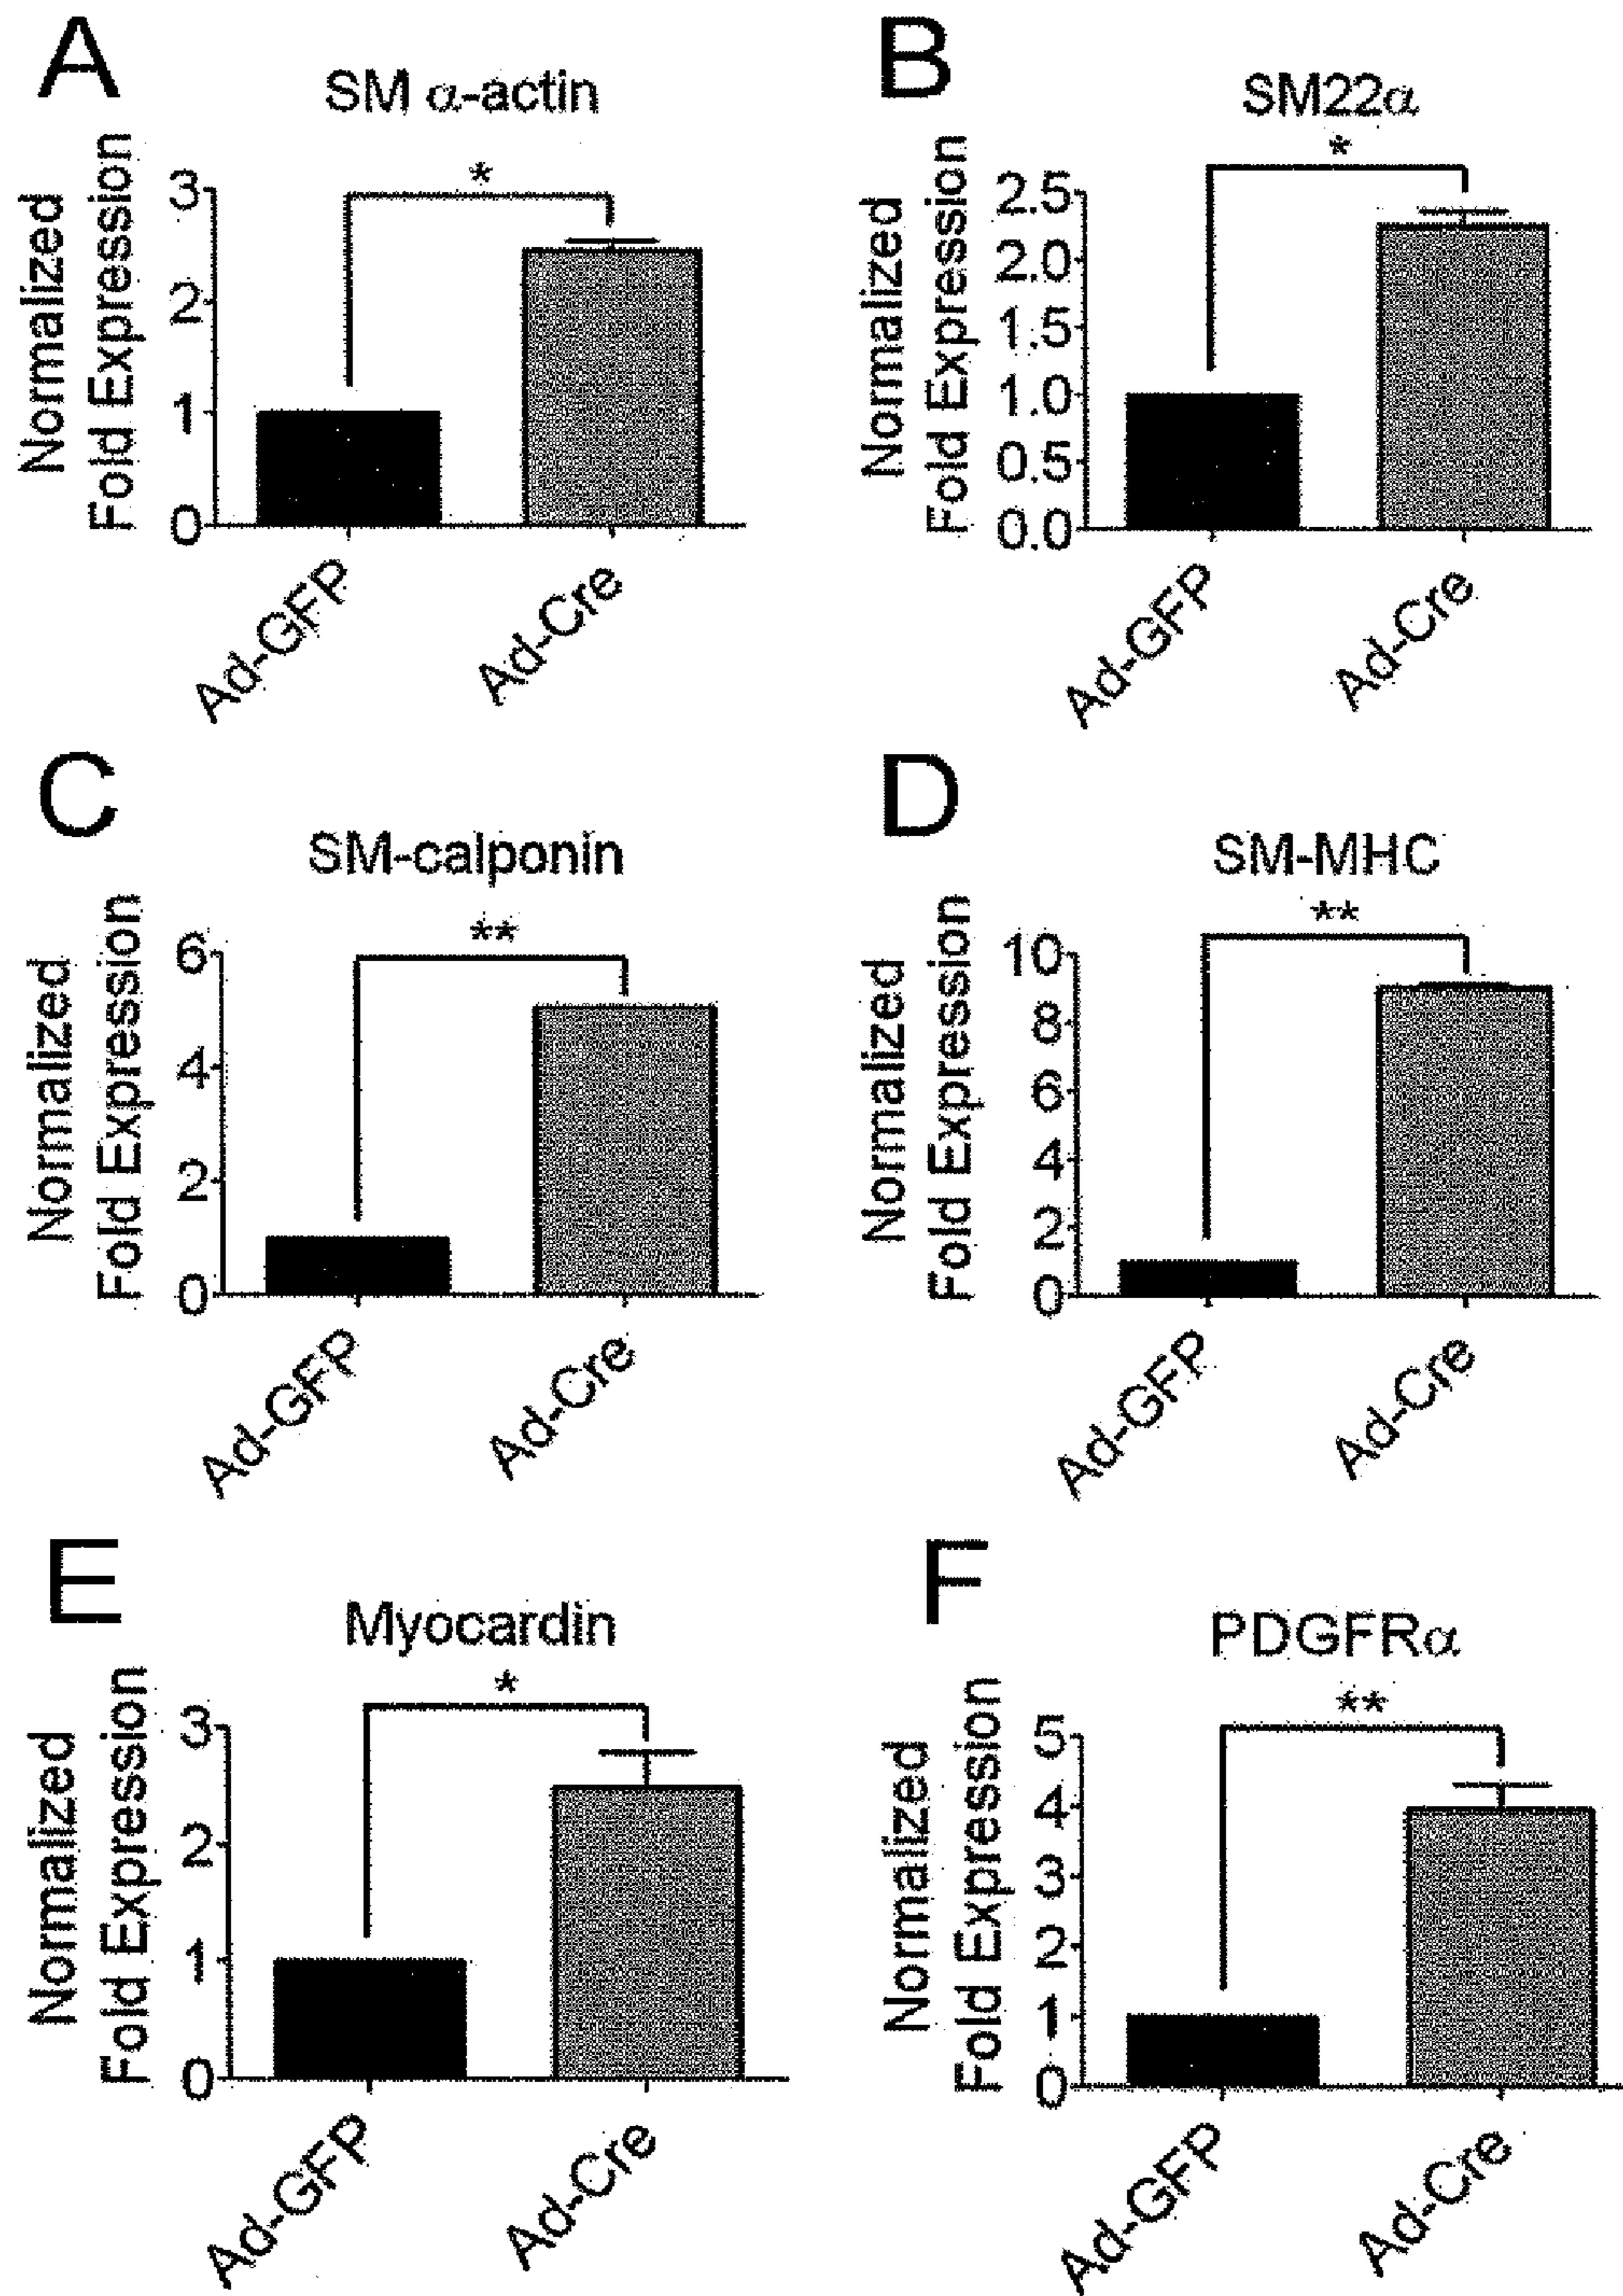 A
SM α-actin
*
Normalized
Fold Expression
3
2
1
0
Ad-GFP
Ad-Cre
B
SM22α
*
Normalized
Fold Expression
2.5
2.0
1.5
1.0
0.5
0.0
Ad-GFP
Ad-Cre
C
SM-calponin
**
Normalized
Fold Expression
6
4
2
0
Ad-GFP
Ad-Cre
D
SM-MHC
**
Normalized
Fold Expression
10
8
6
4
2
0
Ad-GFP
Ad-Cre
E
Myocardin
*
Normalized
Fold Expression
3
2
1
0
Ad-GFP
Ad-Cre
F
PDGFRα
**
Normalized
Fold Expression
5
4
3
2
1
0
Ad-GFP
Ad-Cre